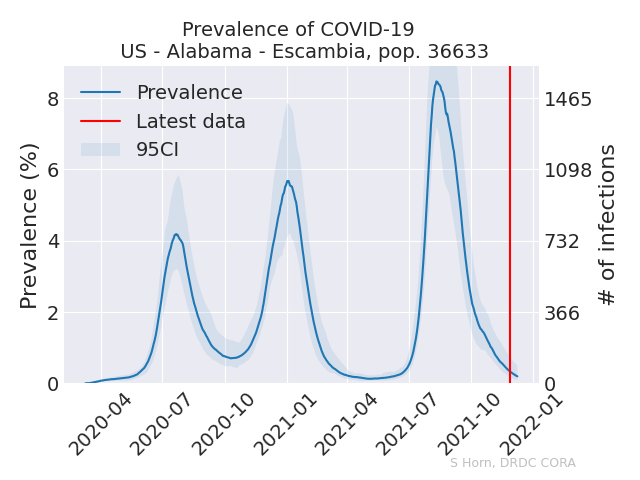 Prevalence of COVID-19
US - Alabama - Escambia, pop. 36633
Prevalence
Latest data
95CI
Prevalence (%)
8
6
4
2
0
1465
1098
732
366
0
# of infections
2020-04
2020-07
2020-10
2021-01
2021-04
2021-07
2021-10
2022-01
S Horn, DRDC CORA